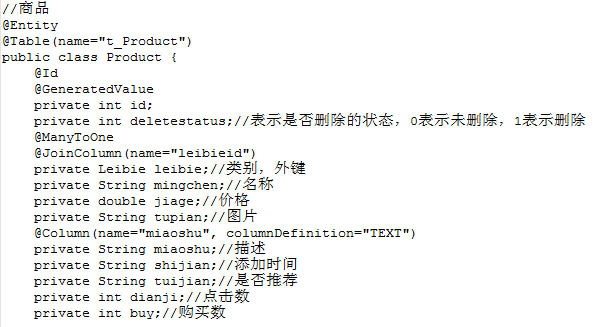 //商品
@Entity
@Table(name="t_Product")
public class Product {
    @Id
    @GeneratedValue
    private int id;
    private int deletestatus;//表示是否删除的状态，0表示未删除，1表示删除
    @ManyToOne
    @JoinColumn(name="leibieid")
    private Leibie leibie;//类别，外键
    private String mingchen;//名称
    private double jiage;//价格
    private String tupian;//图片
    @Column(name="miaoshu", columnDefinition="TEXT")
    private String miaoshu;//描述
    private String shijian;//添加时间
    private String tuijian;//是否推荐
    private int dianji;//点击数
    private int buy;//购买数